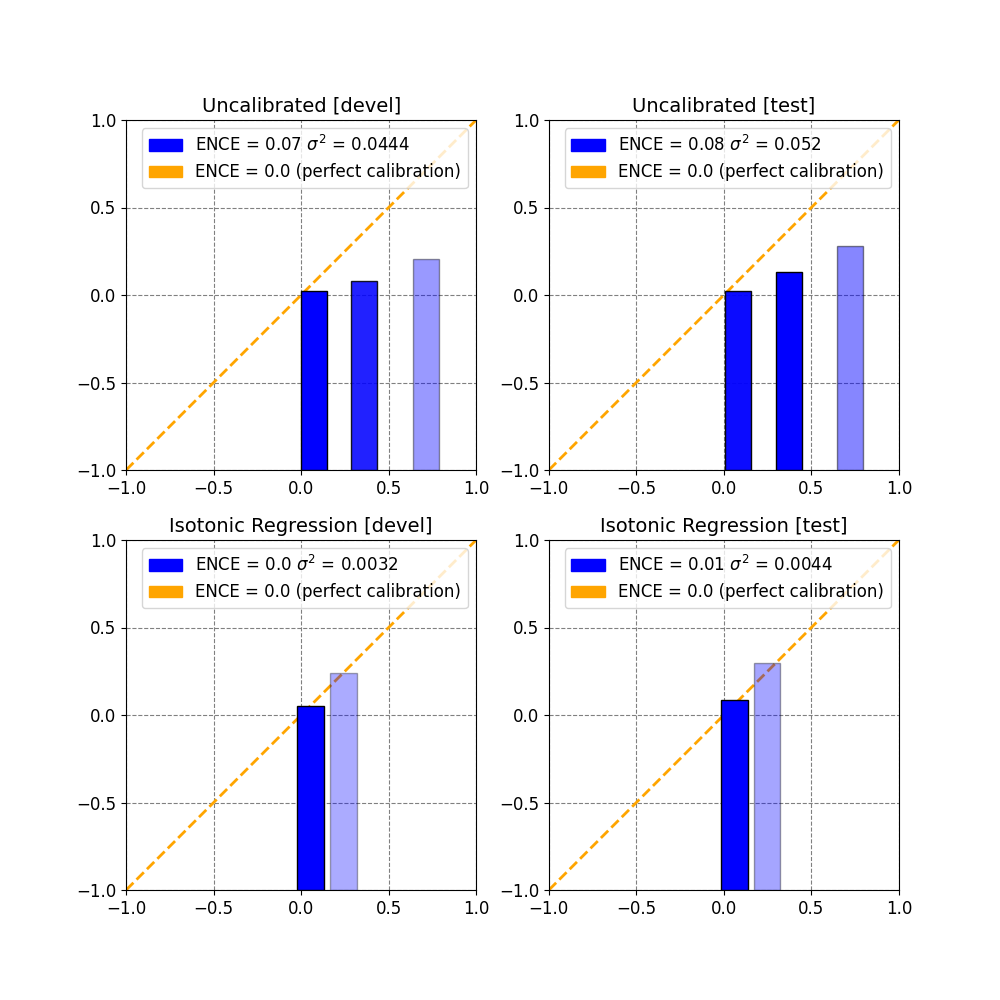 Uncalibrated [devel]
ENCE = 0.07 σ² = 0.0444
ENCE = 0.0 (perfect calibration)
1.0
0.5
0.0
−0.5
−1.0
−1.0 −0.5 0.0 0.5 1.0
Uncalibrated [test]
ENCE = 0.08 σ² = 0.052
ENCE = 0.0 (perfect calibration)
1.0
0.5
0.0
−0.5
−1.0
−1.0 −0.5 0.0 0.5 1.0
Isotonic Regression [devel]
ENCE = 0.0 σ² = 0.0032
ENCE = 0.0 (perfect calibration)
1.0
0.5
0.0
−0.5
−1.0
−1.0 −0.5 0.0 0.5 1.0
Isotonic Regression [test]
ENCE = 0.01 σ² = 0.0044
ENCE = 0.0 (perfect calibration)
1.0
0.5
0.0
−0.5
−1.0
−1.0 −0.5 0.0 0.5 1.0